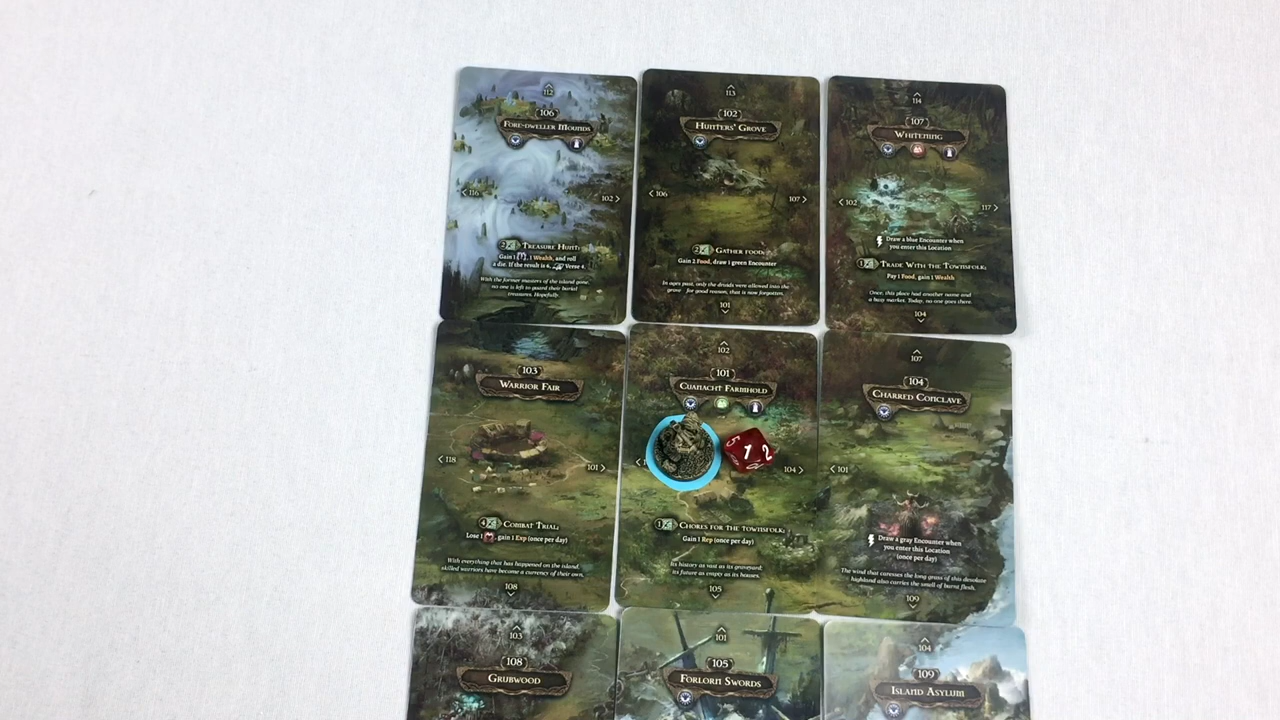 112
106
FORE-DWELLER MOUNDS
< 116
102 >
TREASURE HUNT:
Gain 1, 1 Wealth, and roll
a die. If the result is 6, Verse 4.
With the former masters of the island gone,
no one is left to guard their burial
treasures. Hopefully.
113
102
HUNTERS' GROVE
< 106
107 >
2 GATHER FOOD:
Gain 2 Food, draw 1 green Encounter
In ages past, only the druids were allowed into the
grove - for good reason, that is now forgotten.
101
114
107
WHITENING
< 102
117 >
Draw a blue Encounter when
you enter this Location
1 TRADE WITH THE TOWNSFOLK:
Pay 1 Food, gain 1 Wealth
Once, this place had another name and
a busy market. Today, no one goes there.
104
103
WARRIOR FAIR
< 118
101 >
4 COMBAT TRIAL:
Lose 1, gain 1 Exp (once per day)
With everything that has happened on the island,
skilled warriors have become a currency of their own.
108
102
101
CUANACHT FARMHOLD
104 >
5 1 2
1 CHORES FOR THE TOWNSFOLK:
Gain 1 Rep (once per day)
Its history as vast as its graveyard;
its future as empty as its houses.
105
107
104
CHARRED CONCLAVE
< 101
Draw a gray Encounter when
you enter this Location
(once per day)
The wind that caresses the long grass of this desolate
highland also carries the smell of burnt flesh.
109
103
108
GRUBWOOD
101
105
FORLORN SWORDS
104
109
ISLAND ASYLUM